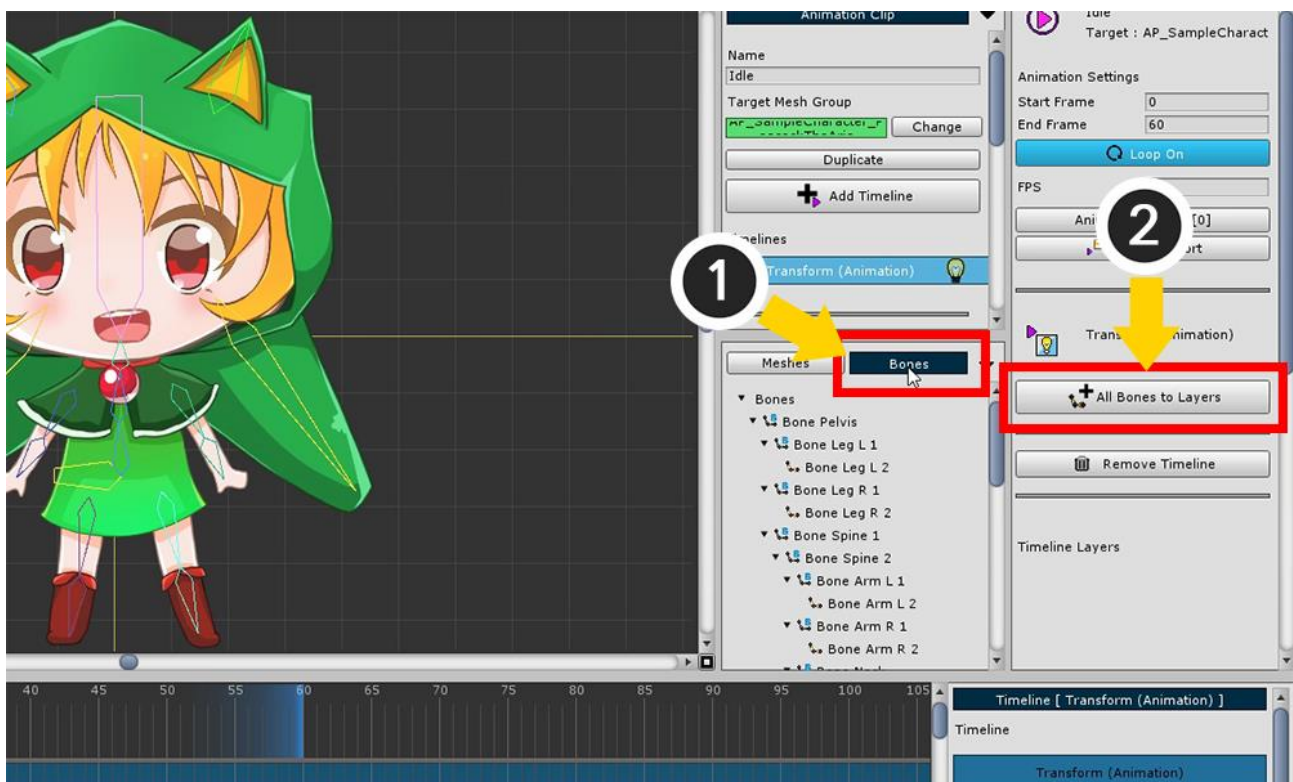 Animation Clip
Name
Idle
Target Mesh Group
Change
Duplicate
Add Timeline
Transform (Animation)
1
Meshes
Bones
Bones
Bone Pelvis
Bone Leg L 1
Bone Leg L 2
Bone Leg R 1
Bone Leg R 2
Bone Spine 1
Bone Spine 2
Bone Arm L 1
Bone Arm L 2
Bone Arm R 1
Bone Arm R 2
Idle
Target : AP_SampleCharact
Animation Settings
Start Frame 0
End Frame 60
Loop On
FPS
2
[0]
All Bones to Layers
Remove Timeline
Timeline Layers
40 45 50 55 60 65 70 75 80 85 90 95 100 105
Timeline [ Transform (Animation) ]
Timeline
Transform (Animation)